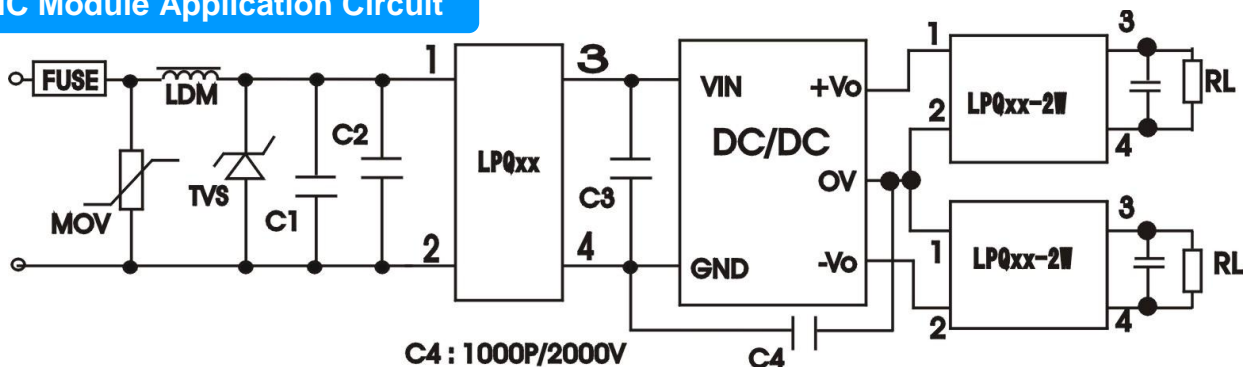 Module Application Circuit
FUSE
LDM
MOV
TVS
C1
C2
1
2
LPQxx
3
4
C3
VIN
+Vo
DC/DC
OV
GND
-Vo
C4 : 1000P/2000V
C4
1
2
LPQxx-2W
3
4
RL
1
2
LPQxx-2W
3
4
RL